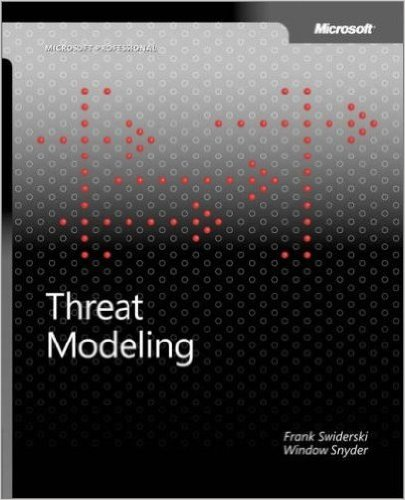 Microsoft®
MICROSOFT PROFESSIONAL
Threat
Modeling
Frank Swiderski
Window Snyder